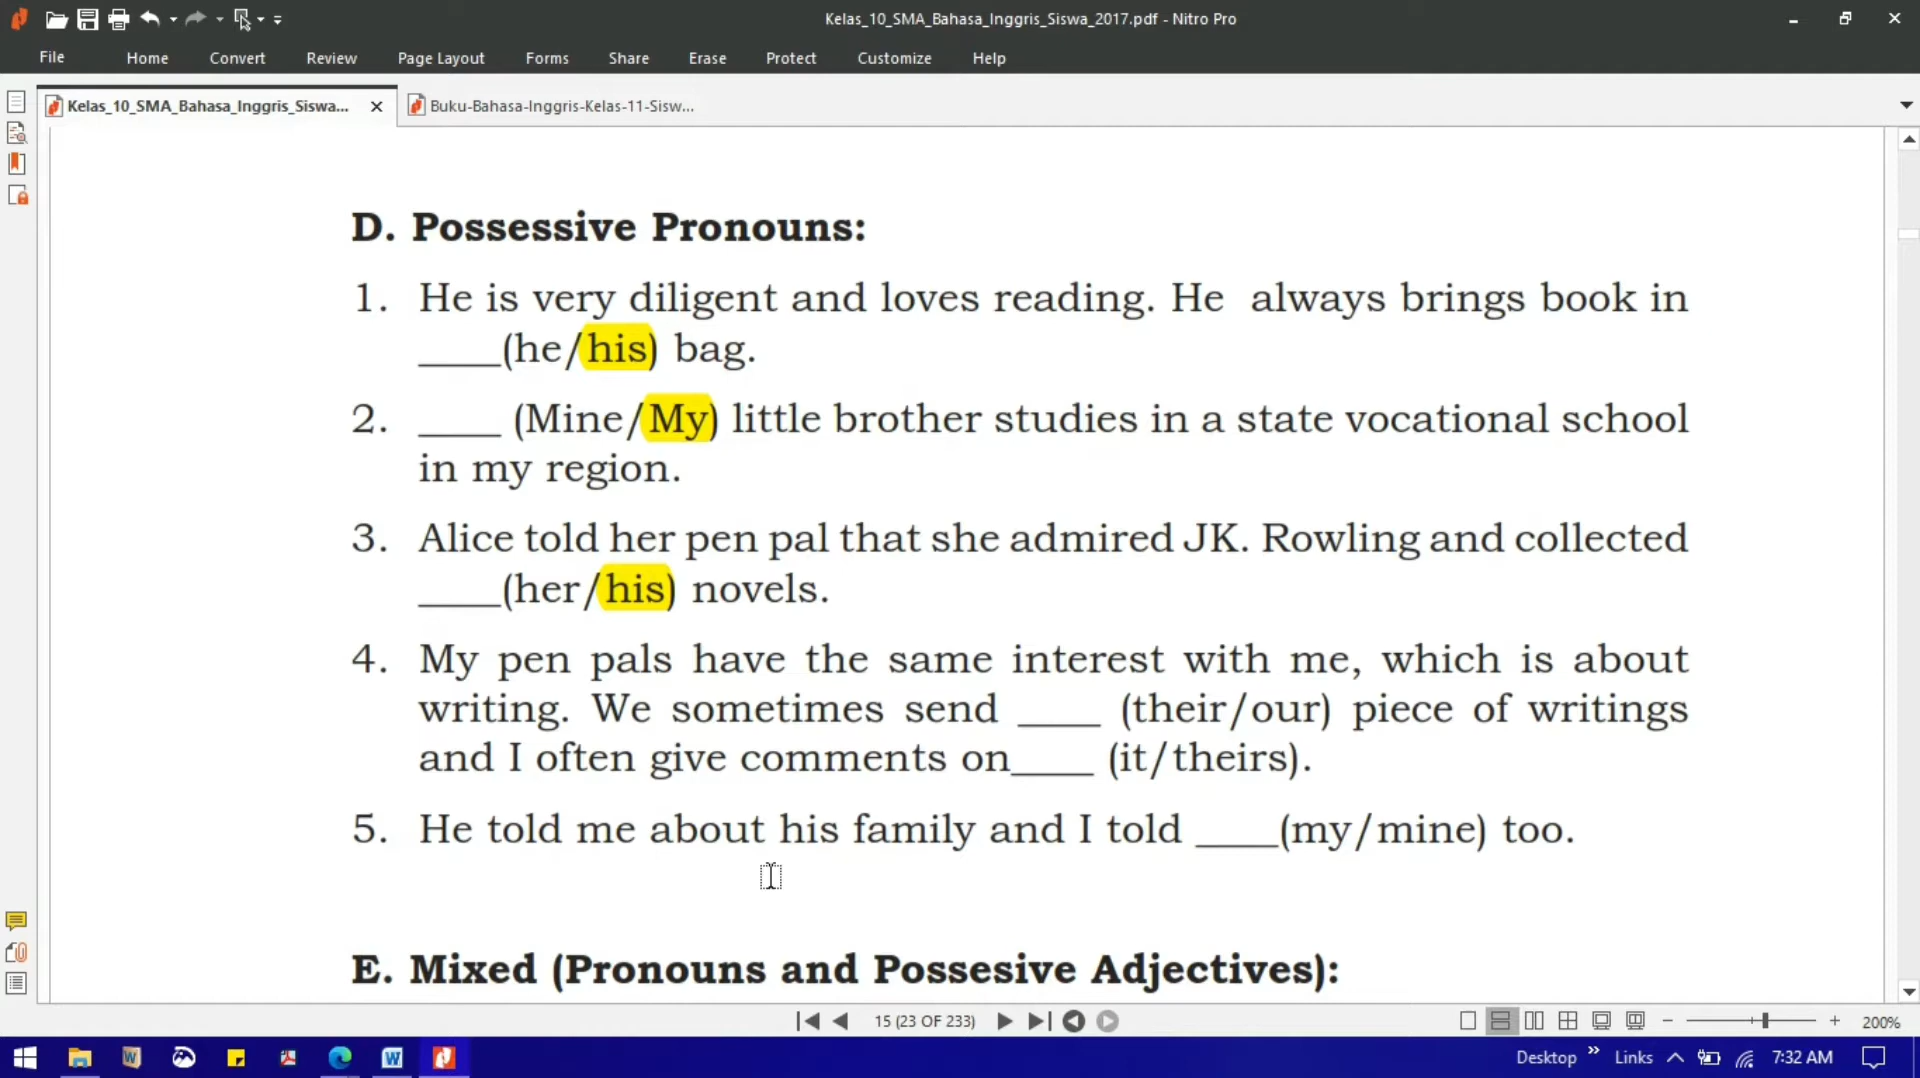 Kelas_10_SMA_Bahasa_Inggris_Siswa_2017.pdf - Nitro Pro
File Home Convert Review Page Layout Forms Share Erase Protect Customize Help
Kelas_10_SMA_Bahasa_Inggris_Siswa... Buku-Bahasa-Inggris-Kelas-11-Sisw...
D. Possessive Pronouns:
1. He is very diligent and loves reading. He always brings book in
____(he/his) bag.
2. ____ (Mine/My) little brother studies in a state vocational school
in my region.
3. Alice told her pen pal that she admired JK. Rowling and collected
____(her/his) novels.
4. My pen pals have the same interest with me, which is about
writing. We sometimes send ____ (their/our) piece of writings
and I often give comments on____ (it/theirs).
5. He told me about his family and I told ____(my/mine) too.
E. Mixed (Pronouns and Possesive Adjectives):
15 (23 OF 233) 200%
Desktop Links 7:32 AM